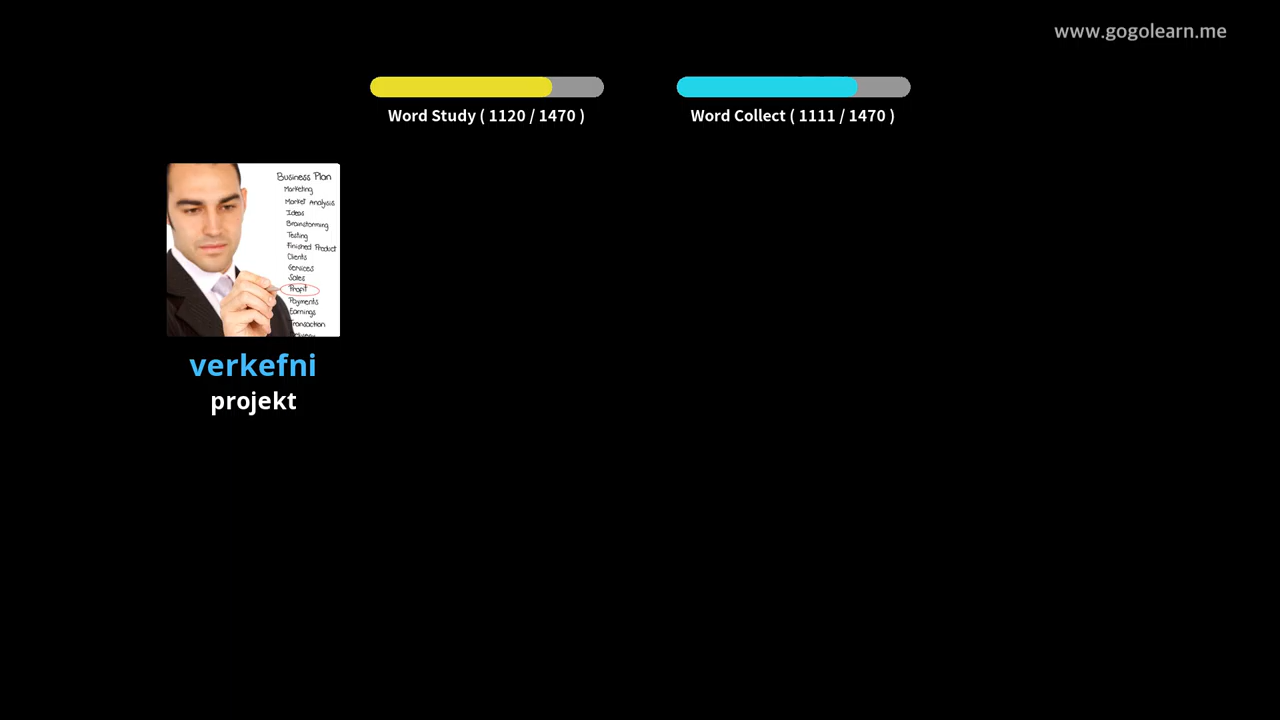 www.gogolearn.me
Word Study ( 1120 / 1470 )
Word Collect ( 1111 / 1470 )
Business Plan
Marketing
Market Analysis
Ideas
Brainstorming
Testing
Finished Product
Clients
Services
Sales
Profit
Payments
Earnings
Transaction
Delivery
verkefni
projekt